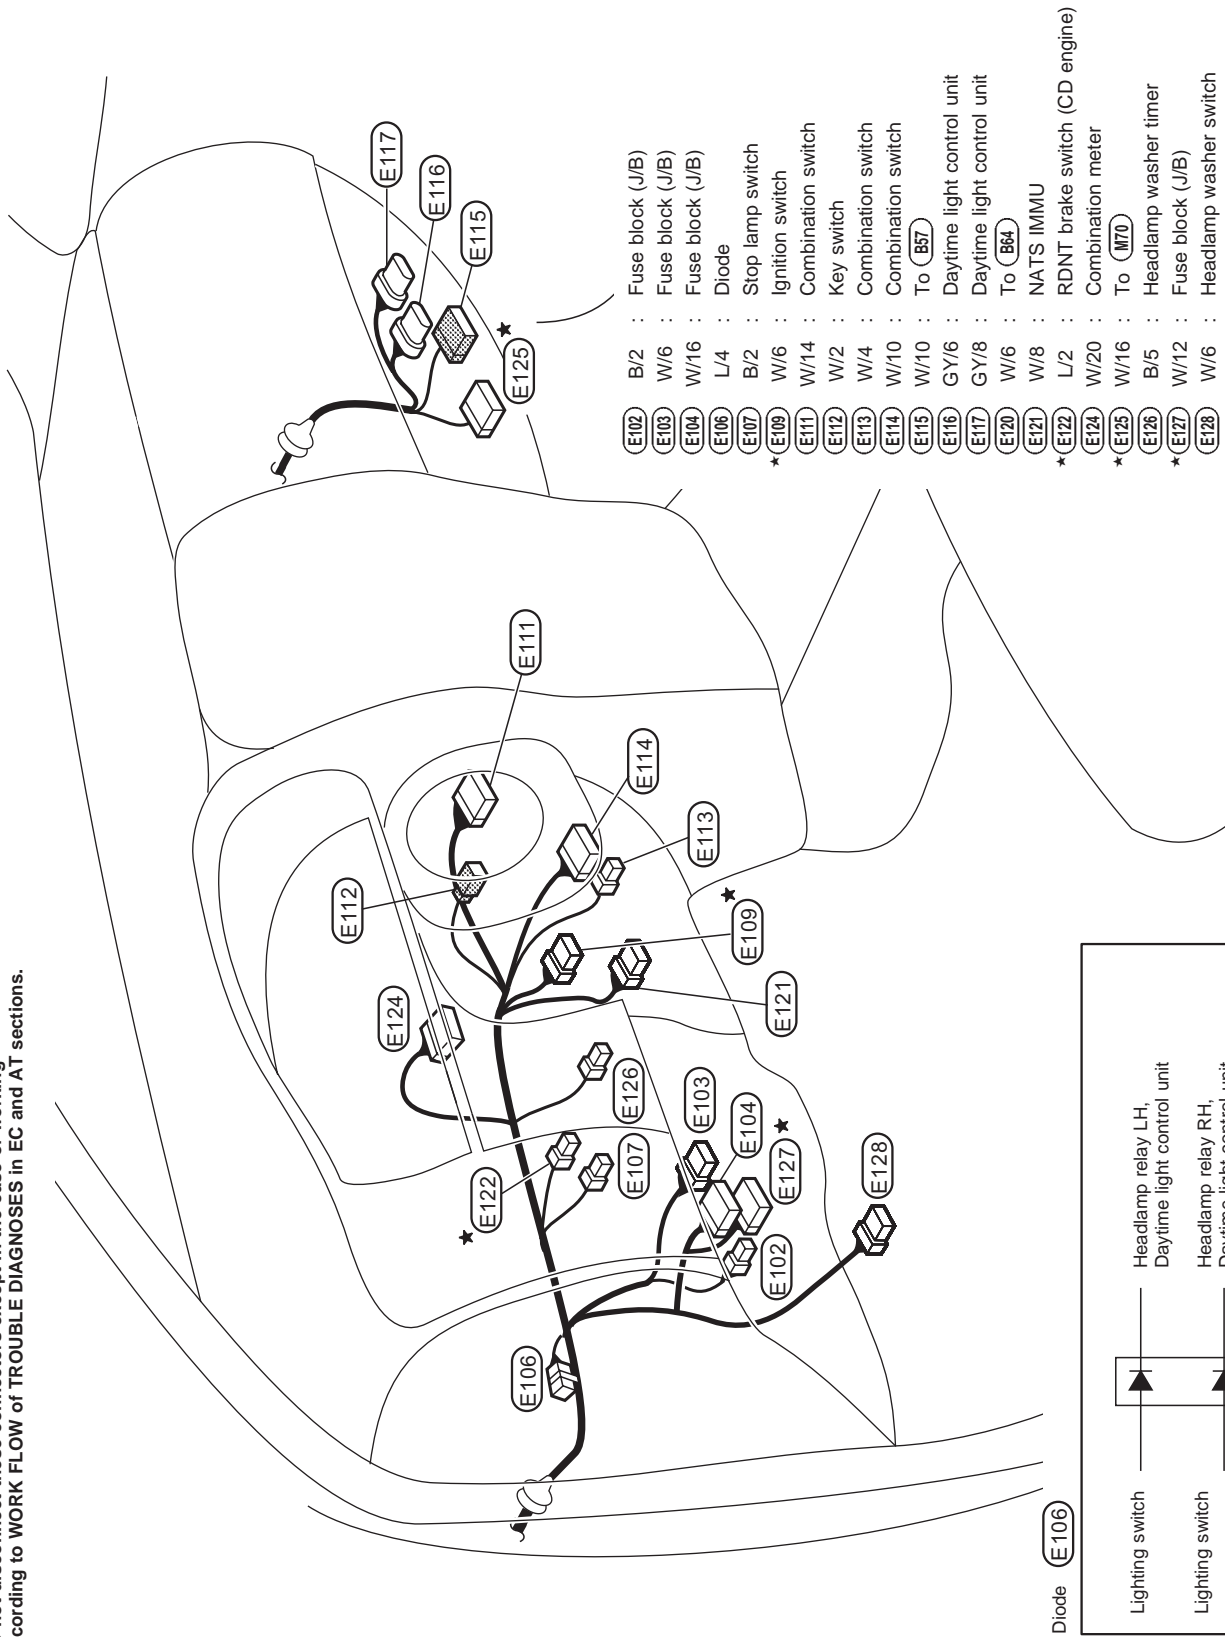 cording to WORK FLOW of TROUBLE DIAGNOSES in EC and AT sections.
E117
E116
E115
★
E125
E111
E114
E113
E112
★
E109
E121
E124
E126
E103
E104
★
E127
E107
★
E122
E102
E128
E106
E102 B/2 : Fuse block (J/B)
E103 W/6 : Fuse block (J/B)
E104 W/16 : Fuse block (J/B)
E106 L/4 : Diode
E107 B/2 : Stop lamp switch
★ E109 W/6 : Ignition switch
E111 W/14 : Combination switch
E112 W/2 : Key switch
E113 W/4 : Combination switch
E114 W/10 : Combination switch
E115 W/10 : To B57
E116 GY/6 : Daytime light control unit
E117 GY/8 : Daytime light control unit
E120 W/6 : To B64
E121 W/8 : NATS IMMU
★ E122 L/2 : RDNT brake switch (CD engine)
E124 W/20 : Combination meter
★ E125 W/16 : To M70
E126 B/5 : Headlamp washer timer
★ E127 W/12 : Fuse block (J/B)
E128 W/6 : Headlamp washer switch
Diode E106
Lighting switch
Headlamp relay LH,
Daytime light control unit
Lighting switch
Headlamp relay RH,